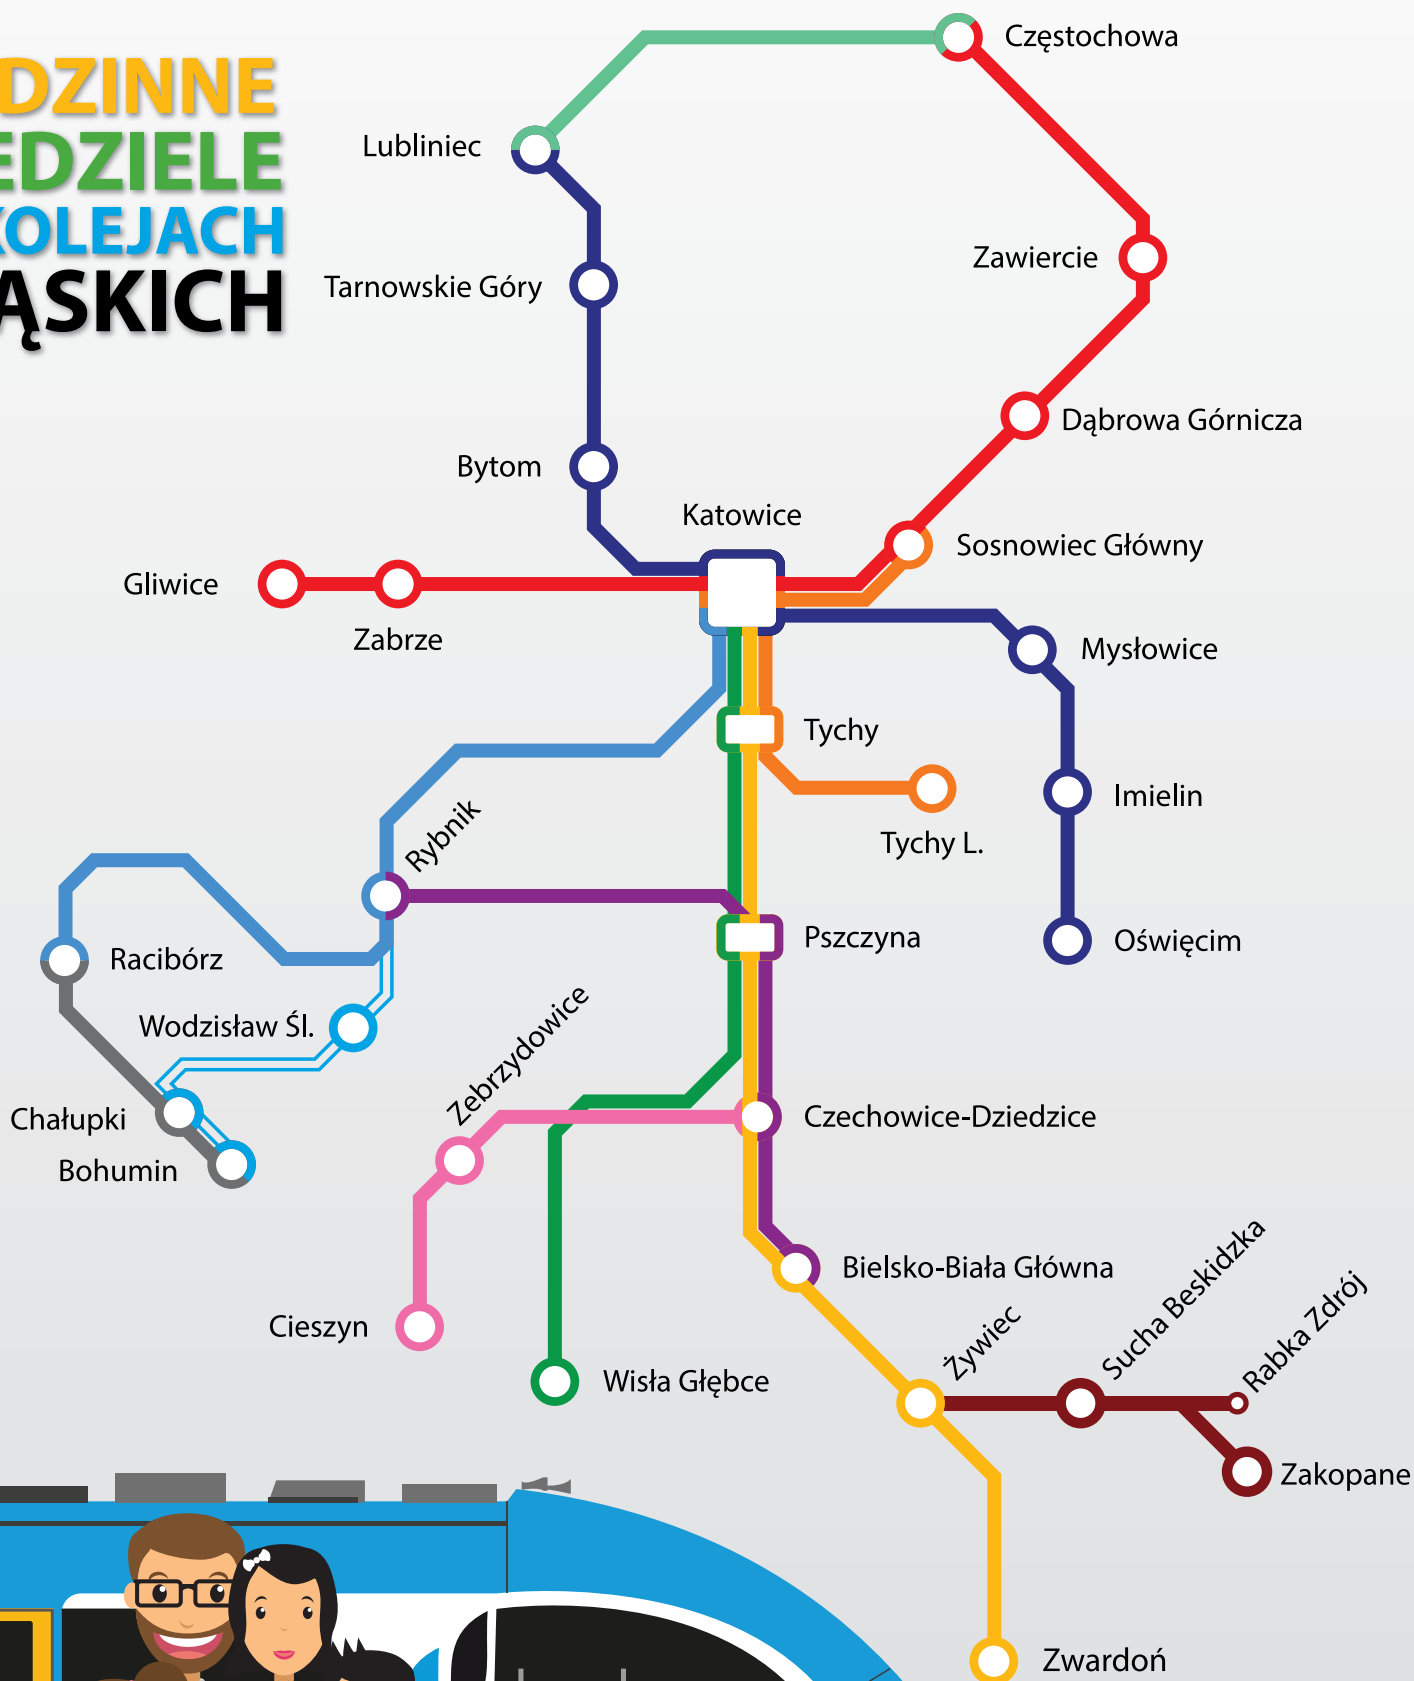 DZINNE
EDZIELE
KOLEJACH
ĄSKICH
Częstochowa
Lubliniec
Zawiercie
Tarnowskie Góry
Dąbrowa Górnicza
Bytom
Katowice
Sosnowiec Główny
Gliwice
Zabrze
Mysłowice
Tychy
Imielin
Rybnik
Tychy L.
Pszczyna
Oświęcim
Racibórz
Wodzisław Śl.
Zebrzydowice
Chałupki
Czechowice-Dziedzice
Bohumin
Bielsko-Biała Główna
Cieszyn
Wisła Głębce
Żywiec
Sucha Beskidzka
Rabka Zdrój
Zakopane
Zwardoń